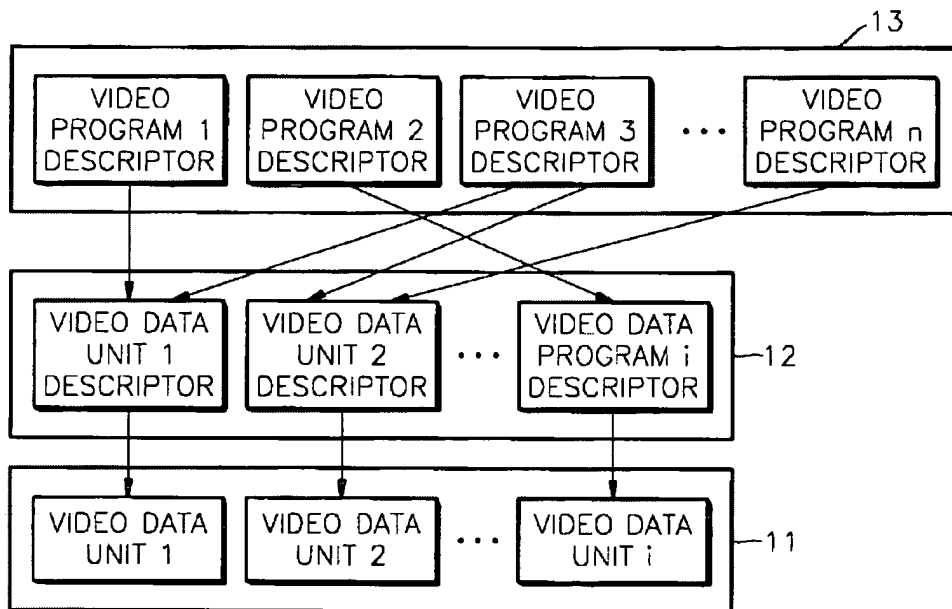 13
VIDEO
PROGRAM 1
DESCRIPTOR
VIDEO
PROGRAM 2
DESCRIPTOR
VIDEO
PROGRAM 3
DESCRIPTOR
...
VIDEO
PROGRAM n
DESCRIPTOR
VIDEO DATA
UNIT 1
DESCRIPTOR
VIDEO DATA
UNIT 2
DESCRIPTOR
...
VIDEO DATA
PROGRAM i
DESCRIPTOR
12
VIDEO DATA
UNIT 1
VIDEO DATA
UNIT 2
...
VIDEO DATA
UNIT i
11